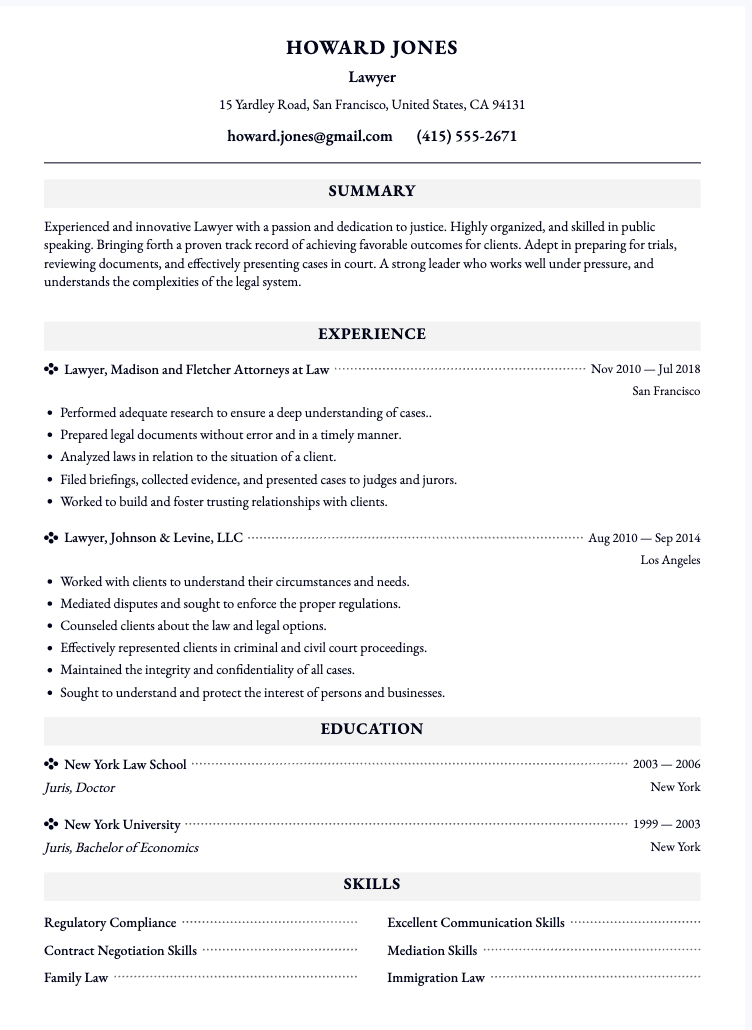 HOWARD JONES
Lawyer
15 Yardley Road, San Francisco, United States, CA 94131
howard.jones@gmail.com (415) 555-2671
SUMMARY
Experienced and innovative Lawyer with a passion and dedication to justice. Highly organized, and skilled in public
speaking. Bringing forth a proven track record of achieving favorable outcomes for clients. Adept in preparing for trials,
reviewing documents, and effectively presenting cases in court. A strong leader who works well under pressure, and
understands the complexities of the legal system.
EXPERIENCE
Lawyer, Madison and Fletcher Attorneys at Law Nov 2010 — Jul 2018
San Francisco
• Performed adequate research to ensure a deep understanding of cases..
• Prepared legal documents without error and in a timely manner.
• Analyzed laws in relation to the situation of a client.
• Filed briefings, collected evidence, and presented cases to judges and jurors.
• Worked to build and foster trusting relationships with clients.
Lawyer, Johnson & Levine, LLC Aug 2010 — Sep 2014
Los Angeles
• Worked with clients to understand their circumstances and needs.
• Mediated disputes and sought to enforce the proper regulations.
• Counseled clients about the law and legal options.
• Effectively represented clients in criminal and civil court proceedings.
• Maintained the integrity and confidentiality of all cases.
• Sought to understand and protect the interest of persons and businesses.
EDUCATION
New York Law School 2003 — 2006
Juris, Doctor New York
New York University 1999 — 2003
Juris, Bachelor of Economics New York
SKILLS
Regulatory Compliance Excellent Communication Skills
Contract Negotiation Skills Mediation Skills
Family Law Immigration Law